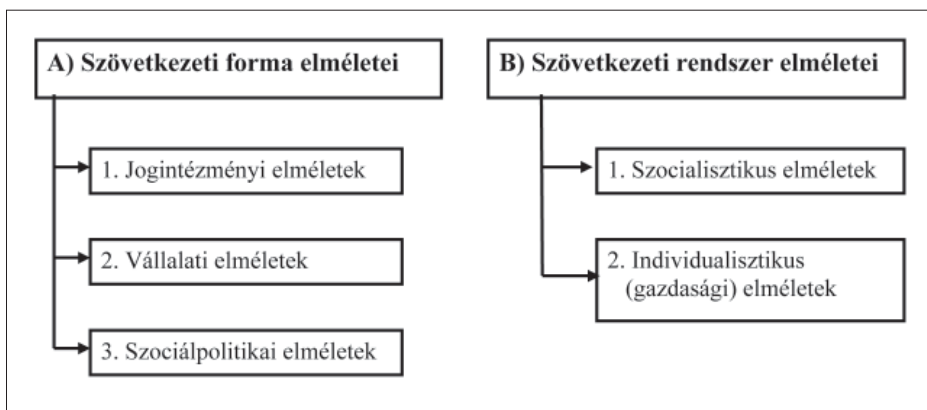 A) Szövetkezeti forma elméletei
1. Jogintézményi elméletek
2. Vállalati elméletek
3. Szociálpolitikai elméletek
B) Szövetkezeti rendszer elméletei
1. Szocialisztikus elméletek
2. Individualisztikus
(gazdasági) elméletek